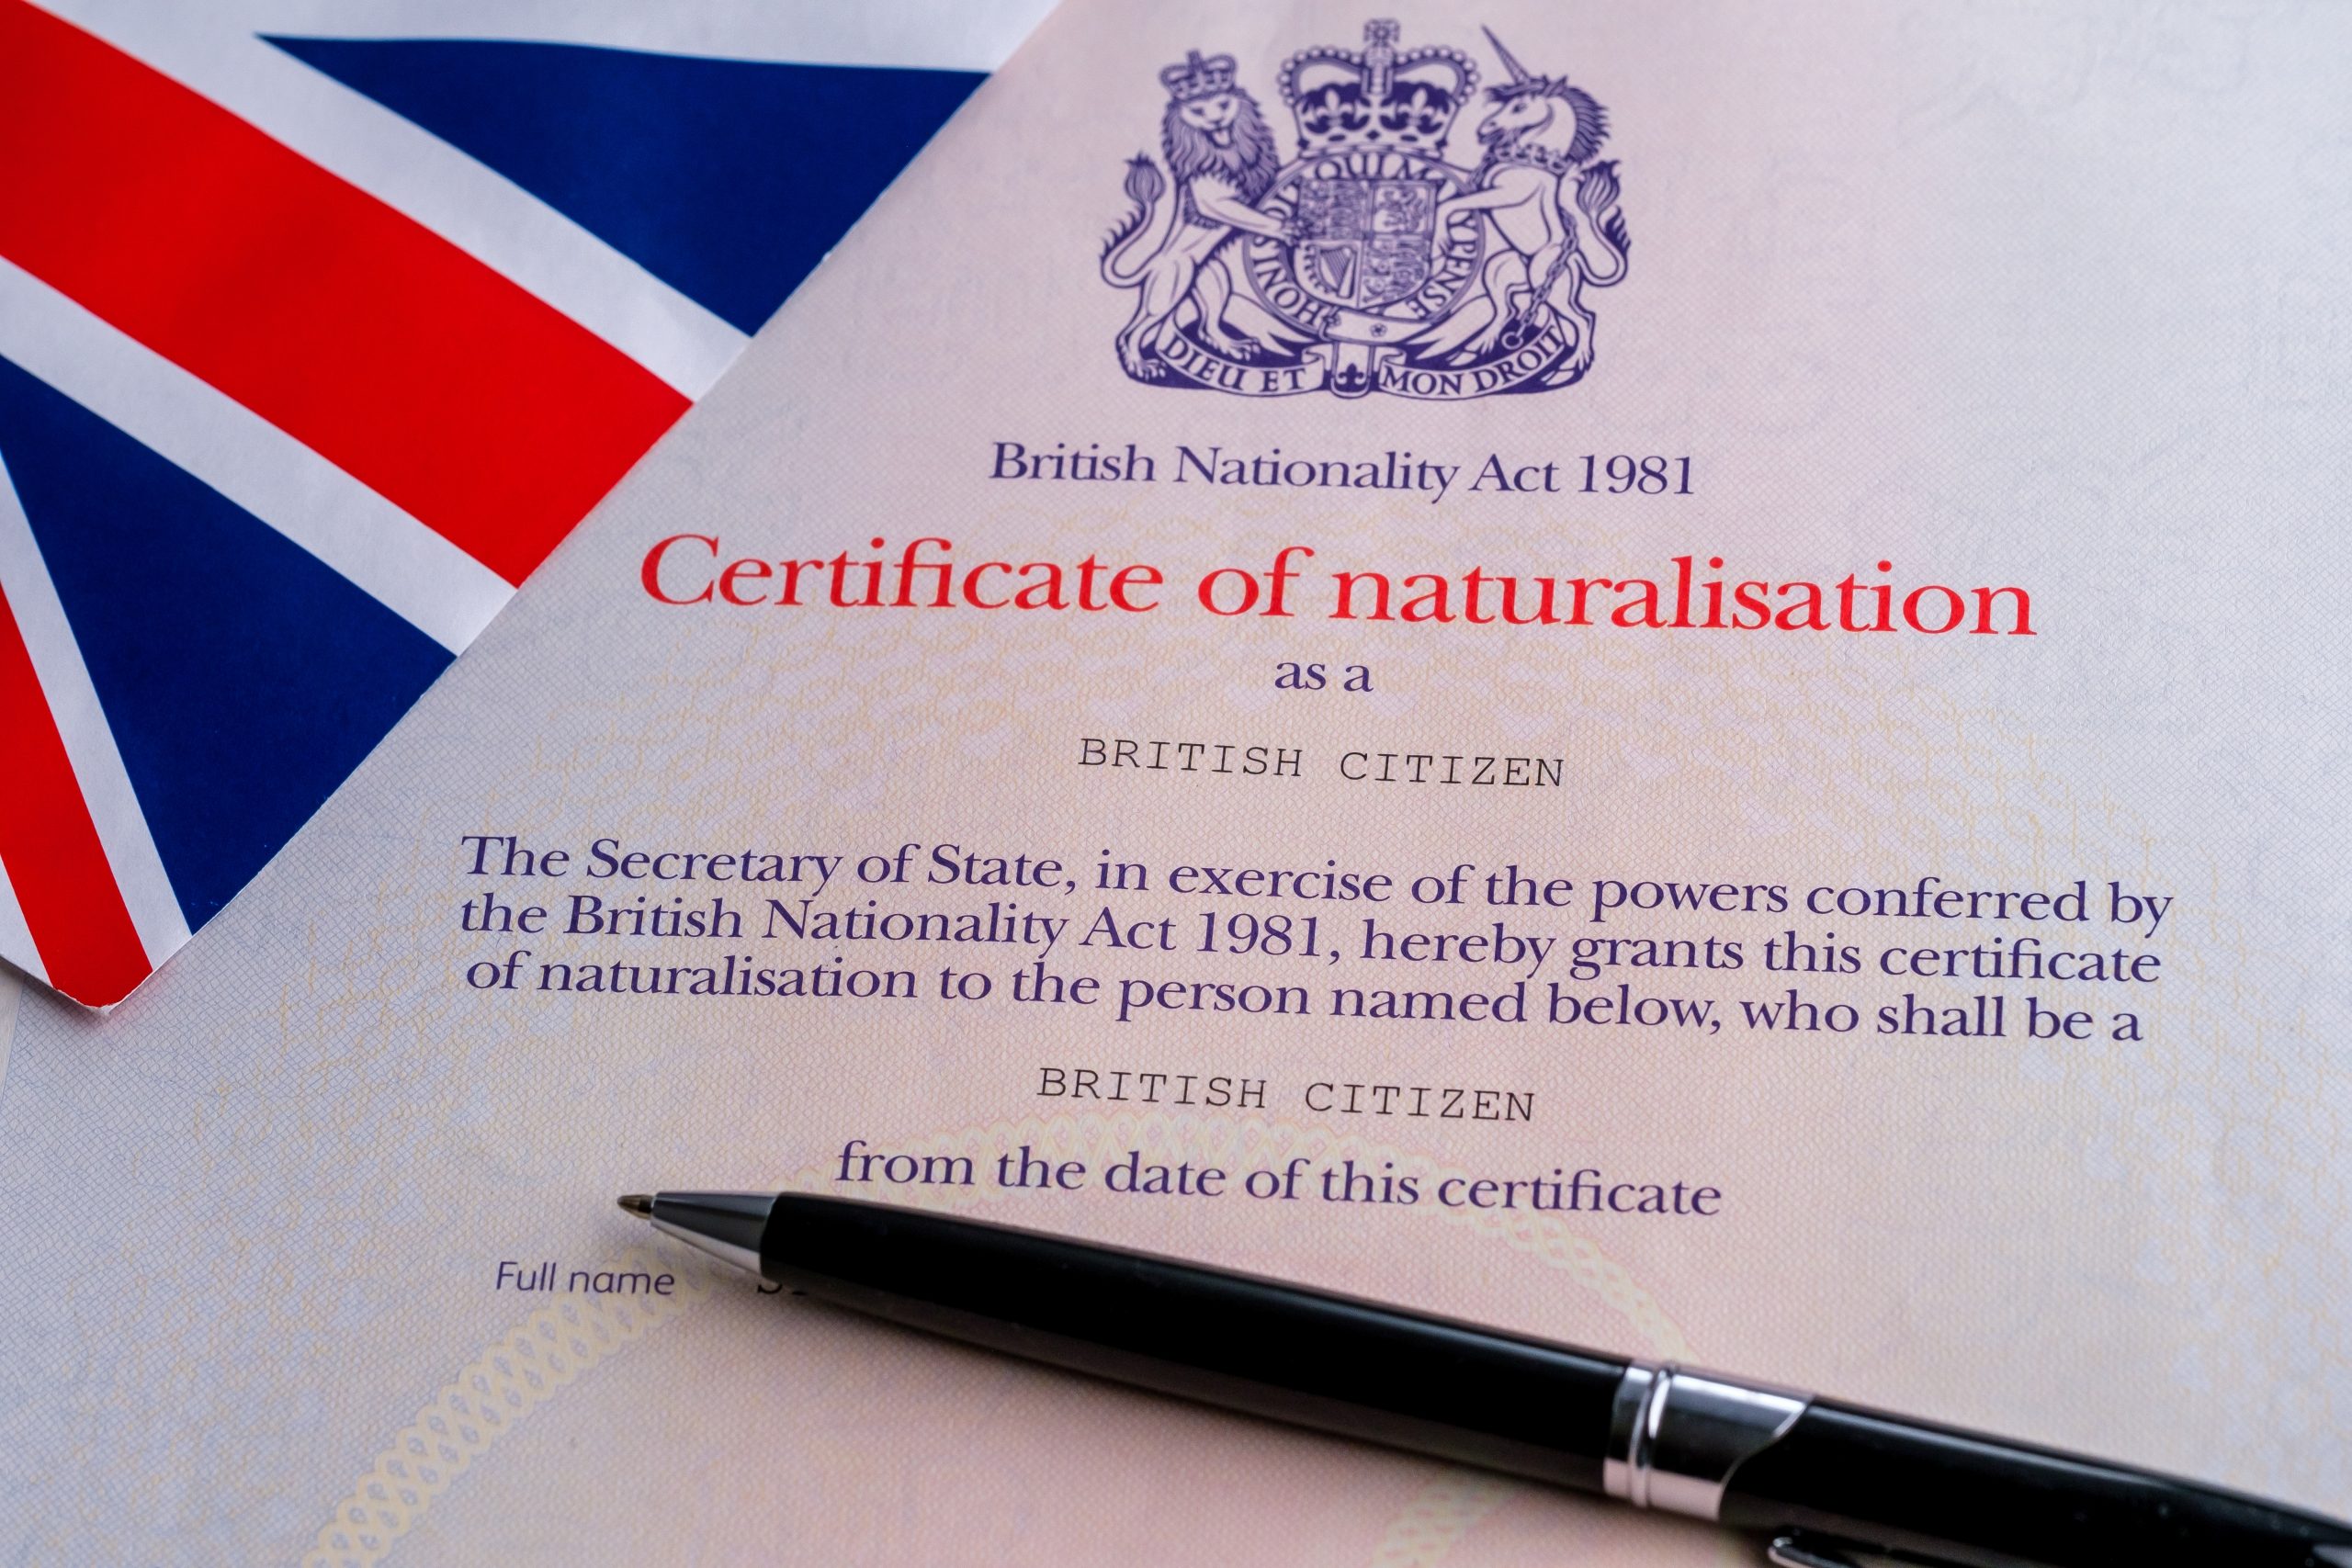 HONI SOIT QUI MAL Y PENSE
DIEU ET MON DROIT
British Nationality Act 1981
Certificate of naturalisation
as a
BRITISH CITIZEN
The Secretary of State, in exercise of the powers conferred by
the British Nationality Act 1981, hereby grants this certificate
of naturalisation to the person named below, who shall be a
BRITISH CITIZEN
from the date of this certificate
Full name